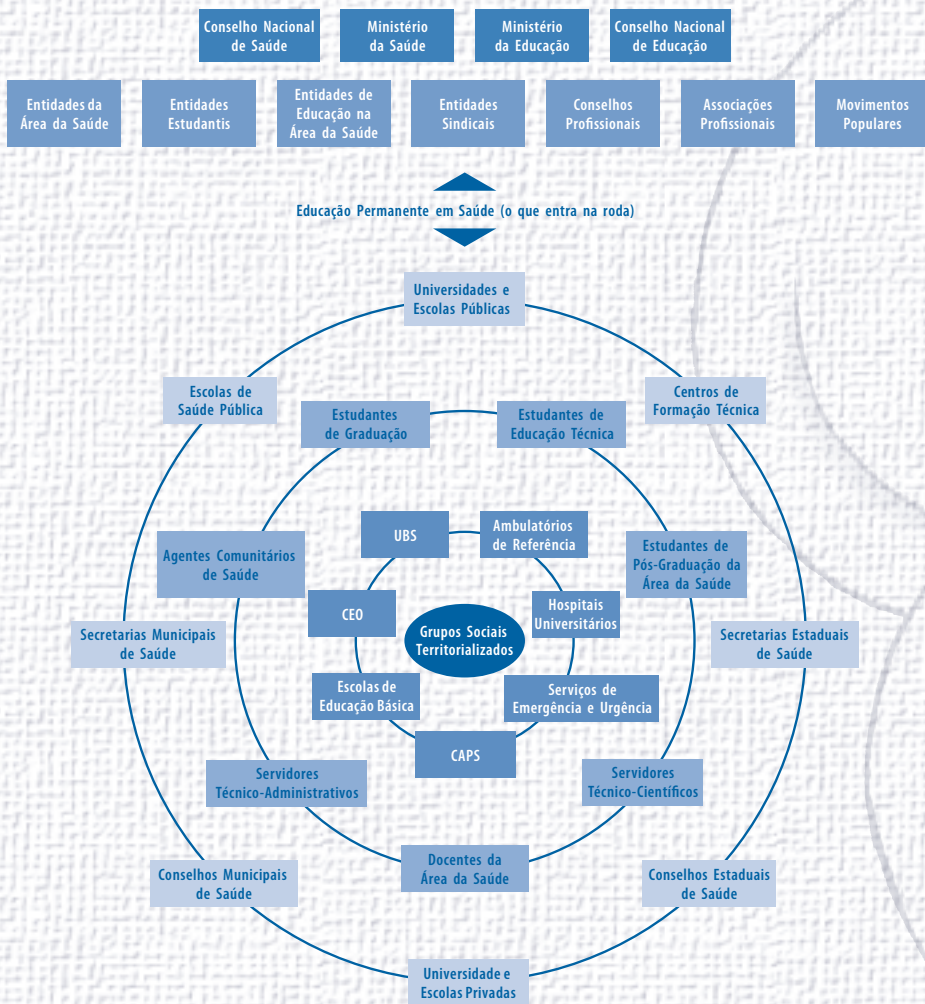 Conselho Nacional
de Saúde
Ministério
da Saúde
Ministério
da Educação
Conselho Nacional
de Educação
Entidades da
Área da Saúde
Entidades
Estudantis
Entidades de
Educação na
Área da Saúde
Entidades
Sindicais
Conselhos
Profissionais
Associações
Profissionais
Movimentos
Populares
Educação Permanente em Saúde (o que entra na roda)
Universidades e
Escolas Públicas
Escolas de
Saúde Pública
Centros de
Formação Técnica
Estudantes
de Graduação
Estudantes de
Educação Técnica
UBS
Ambulatórios
de Referência
Agentes Comunitários
de Saúde
Estudantes de
Pós-Graduação da
Área da Saúde
CEO
Hospitais
Universitários
Grupos Sociais
Territorializados
Secretarias Municipais
de Saúde
Secretarias Estaduais
de Saúde
Escolas de
Educação Básica
Serviços de
Emergência e Urgência
CAPS
Servidores
Técnico-Administrativos
Servidores
Técnico-Científicos
Docentes da
Área da Saúde
Conselhos Municipais
de Saúde
Conselhos Estaduais
de Saúde
Universidade e
Escolas Privadas